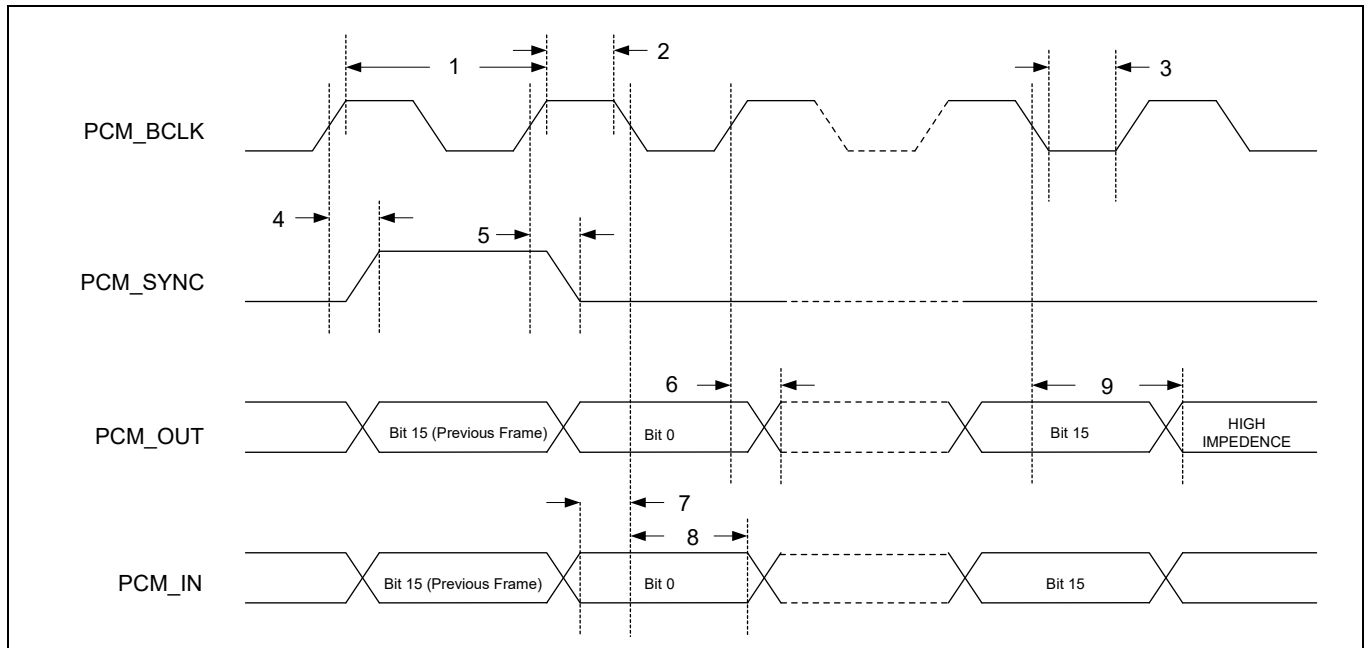 1
2
3
PCM_BCLK
4
5
PCM_SYNC
6
9
PCM_OUT
Bit 15 (Previous Frame)
Bit 0
Bit 15
HIGH
IMPEDENCE
7
8
PCM_IN
Bit 15 (Previous Frame)
Bit 0
Bit 15